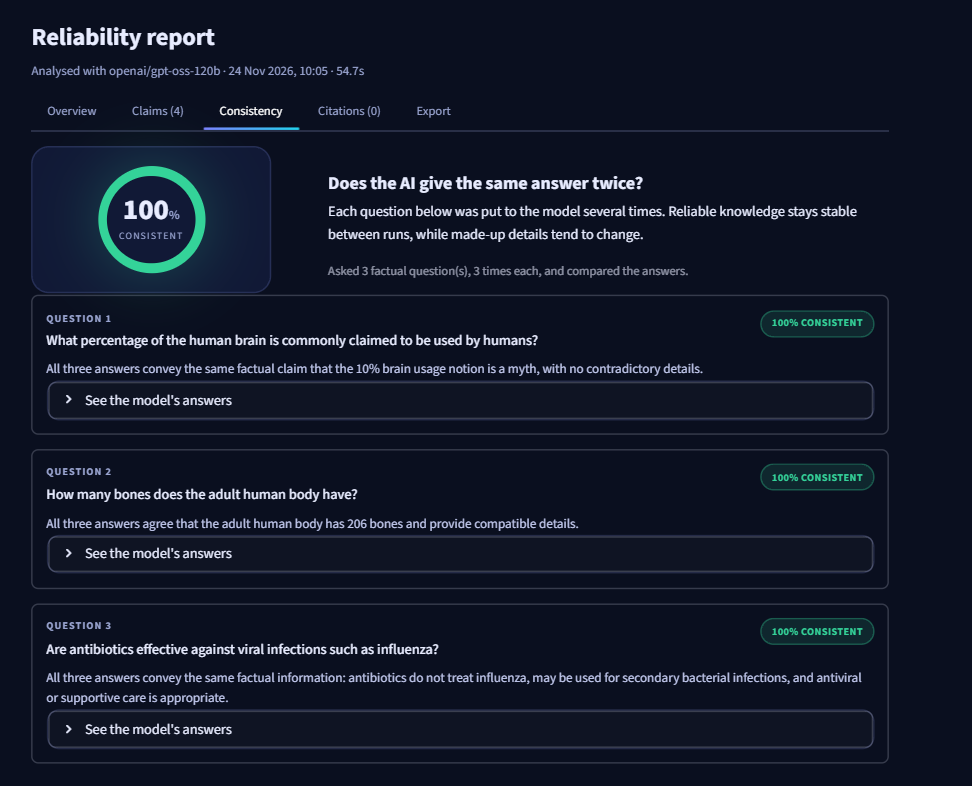 Reliability report
Analysed with openai/gpt-oss-120b · 24 Nov 2026, 10:05 · 54.7s
Overview
Claims (4)
Consistency
Citations (0)
Export
100%
CONSISTENT
Does the AI give the same answer twice?
Each question below was put to the model several times. Reliable knowledge stays stable
between runs, while made-up details tend to change.
Asked 3 factual question(s), 3 times each, and compared the answers.
QUESTION 1
100% CONSISTENT
What percentage of the human brain is commonly claimed to be used by humans?
All three answers convey the same factual claim that the 10% brain usage notion is a myth, with no contradictory details.
See the model's answers
QUESTION 2
100% CONSISTENT
How many bones does the adult human body have?
All three answers agree that the adult human body has 206 bones and provide compatible details.
See the model's answers
QUESTION 3
100% CONSISTENT
Are antibiotics effective against viral infections such as influenza?
All three answers convey the same factual information: antibiotics do not treat influenza, may be used for secondary bacterial infections, and antiviral
or supportive care is appropriate.
See the model's answers